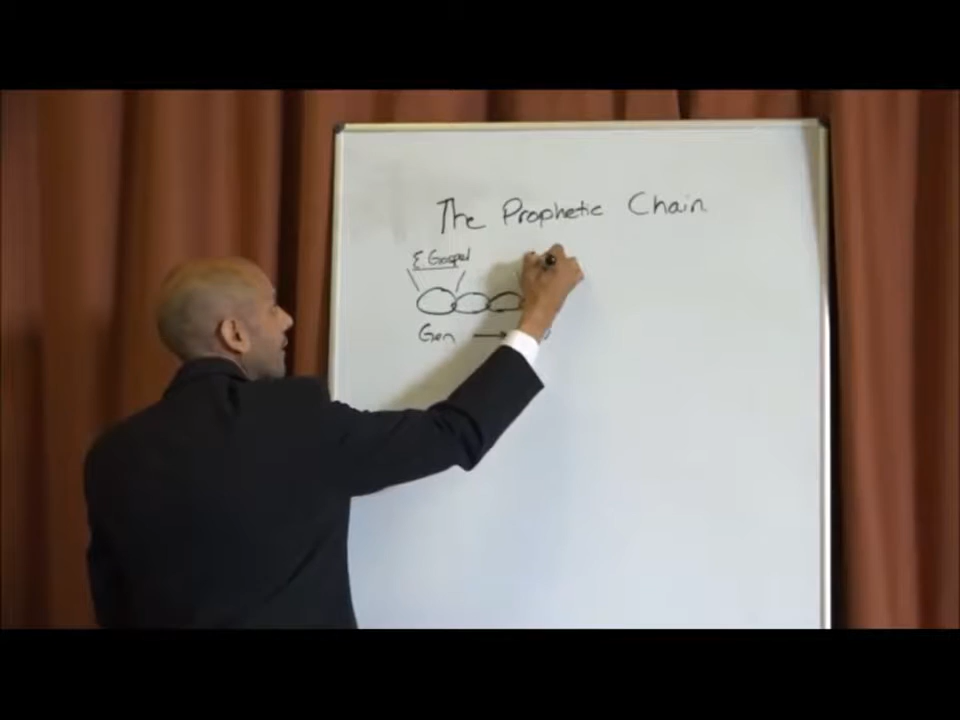 The Prophetic Chain
E Gospel
Gen →